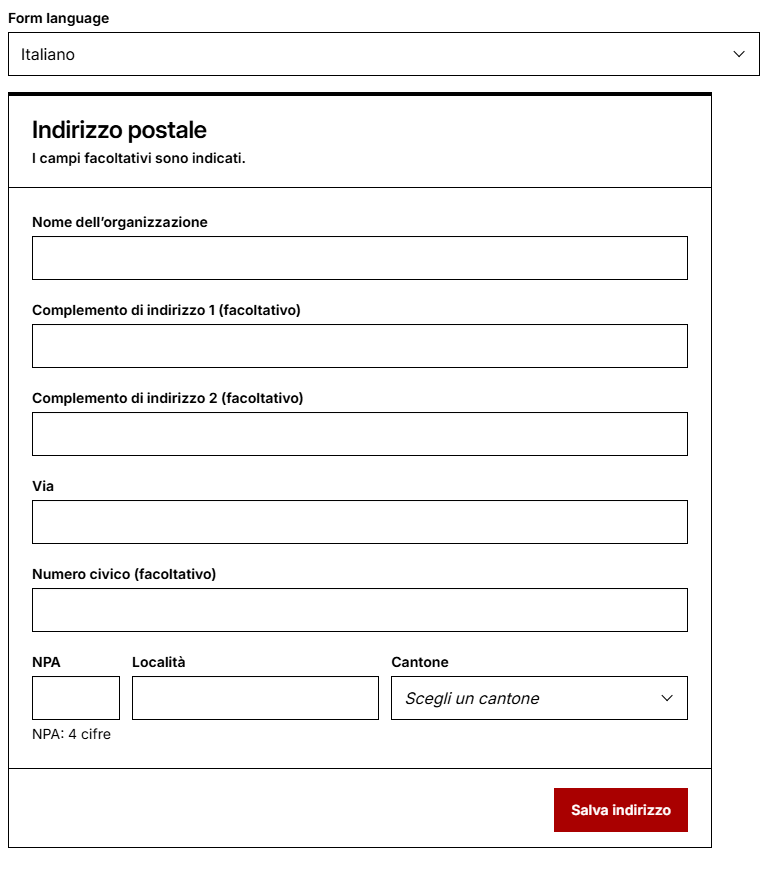 Form language
Italiano
Indirizzo postale
I campi facoltativi sono indicati.
Nome dell’organizzazione
Complemento di indirizzo 1 (facoltativo)
Complemento di indirizzo 2 (facoltativo)
Via
Numero civico (facoltativo)
NPA Località Cantone
Scegli un cantone
NPA: 4 cifre
Salva indirizzo